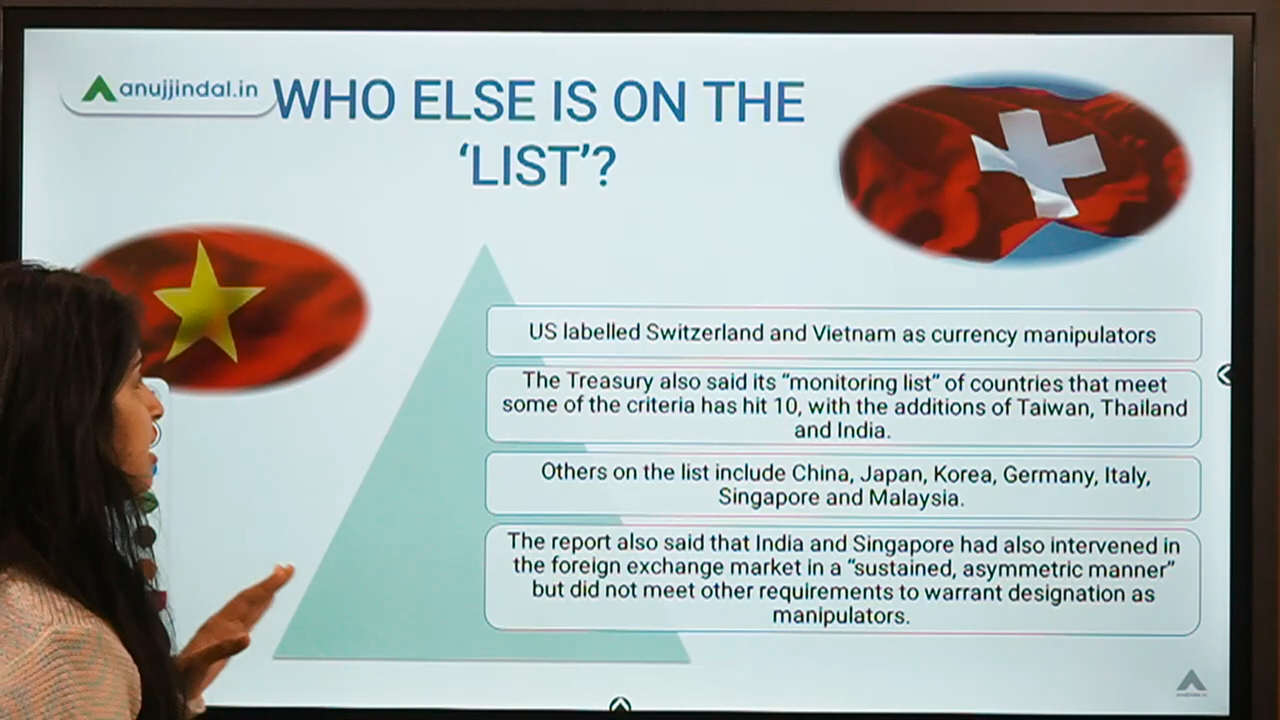 anujjindal.in
WHO ELSE IS ON THE
‘LIST’?
US labelled Switzerland and Vietnam as currency manipulators
The Treasury also said its “monitoring list” of countries that meet
some of the criteria has hit 10, with the additions of Taiwan, Thailand
and India.
Others on the list include China, Japan, Korea, Germany, Italy,
Singapore and Malaysia.
The report also said that India and Singapore had also intervened in
the foreign exchange market in a “sustained, asymmetric manner”
but did not meet other requirements to warrant designation as
manipulators.